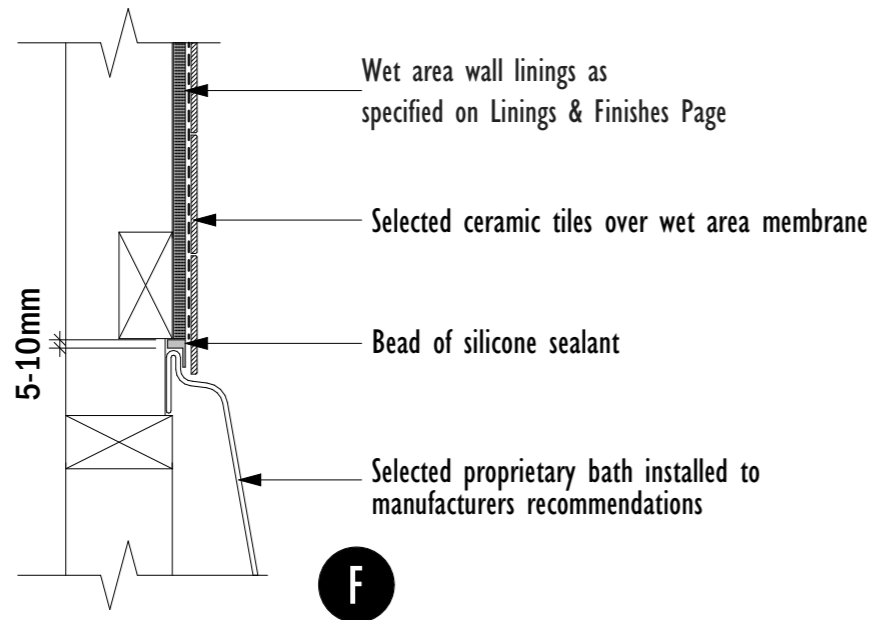 Wet area wall linings as
specified on Linings & Finishes Page
Selected ceramic tiles over wet area membrane
5-10mm
Bead of silicone sealant
Selected proprietary bath installed to
manufacturers recommendations
F